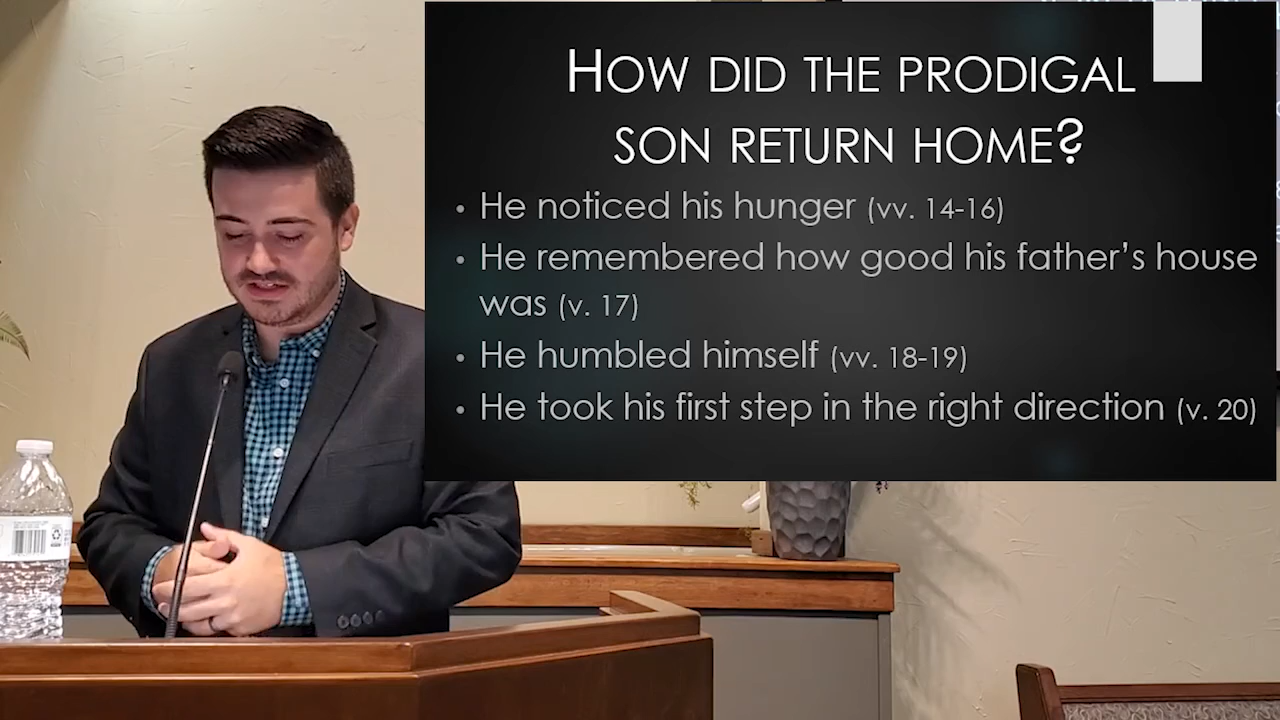 HOW DID THE PRODIGAL
SON RETURN HOME?
• He noticed his hunger (vv. 14-16)
• He remembered how good his father’s house
was (v. 17)
• He humbled himself (vv. 18-19)
• He took his first step in the right direction (v. 20)